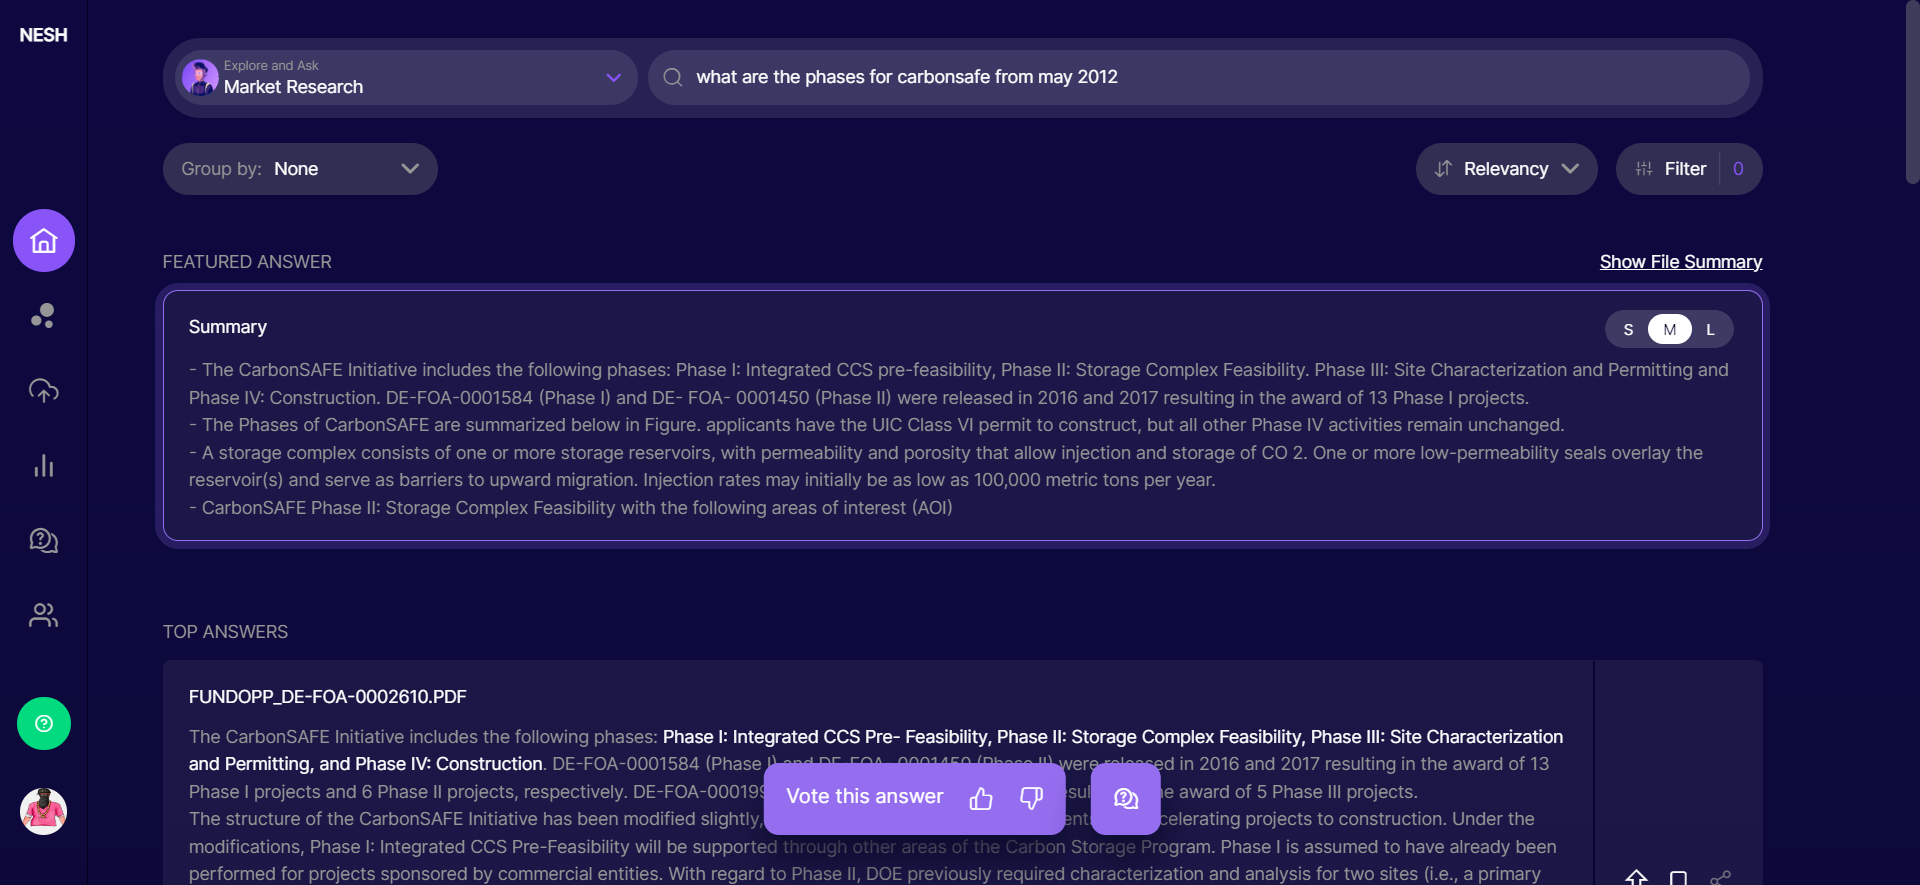 NESH
Explore and Ask
Market Research
what are the phases for carbonsafe from may 2012
Group by: None
Relevancy
Filter 0
FEATURED ANSWER
Show File Summary
Summary
S M L
- The CarbonSAFE Initiative includes the following phases: Phase I: Integrated CCS pre-feasibility, Phase II: Storage Complex Feasibility. Phase III: Site Characterization and Permitting and
Phase IV: Construction. DE-FOA-0001584 (Phase I) and DE- FOA- 0001450 (Phase II) were released in 2016 and 2017 resulting in the award of 13 Phase I projects.
- The Phases of CarbonSAFE are summarized below in Figure. applicants have the UIC Class VI permit to construct, but all other Phase IV activities remain unchanged.
- A storage complex consists of one or more storage reservoirs, with permeability and porosity that allow injection and storage of CO 2. One or more low-permeability seals overlay the
reservoir(s) and serve as barriers to upward migration. Injection rates may initially be as low as 100,000 metric tons per year.
- CarbonSAFE Phase II: Storage Complex Feasibility with the following areas of interest (AOI)
TOP ANSWERS
FUNDOPP_DE-FOA-0002610.PDF
The CarbonSAFE Initiative includes the following phases: Phase I: Integrated CCS Pre- Feasibility, Phase II: Storage Complex Feasibility, Phase III: Site Characterization
and Permitting, and Phase IV: Construction. DE-FOA-0001584 (Phase I) and DE-FOA- 0001450 (Phase II) were released in 2016 and 2017 resulting in the award of 13
Phase I projects and 6 Phase II projects, respectively. award of 5 Phase III projects.
The structure of the CarbonSAFE Initiative has been modified slightly, projects to construction. Under the
modifications, Phase I: Integrated CCS Pre-Feasibility will be supported through other areas of the Carbon Storage Program. Phase I is assumed to have already been
performed for projects sponsored by commercial entities. With regard to Phase II, DOE previously required characterization and analysis for two sites (i.e., a primary
Vote this answer